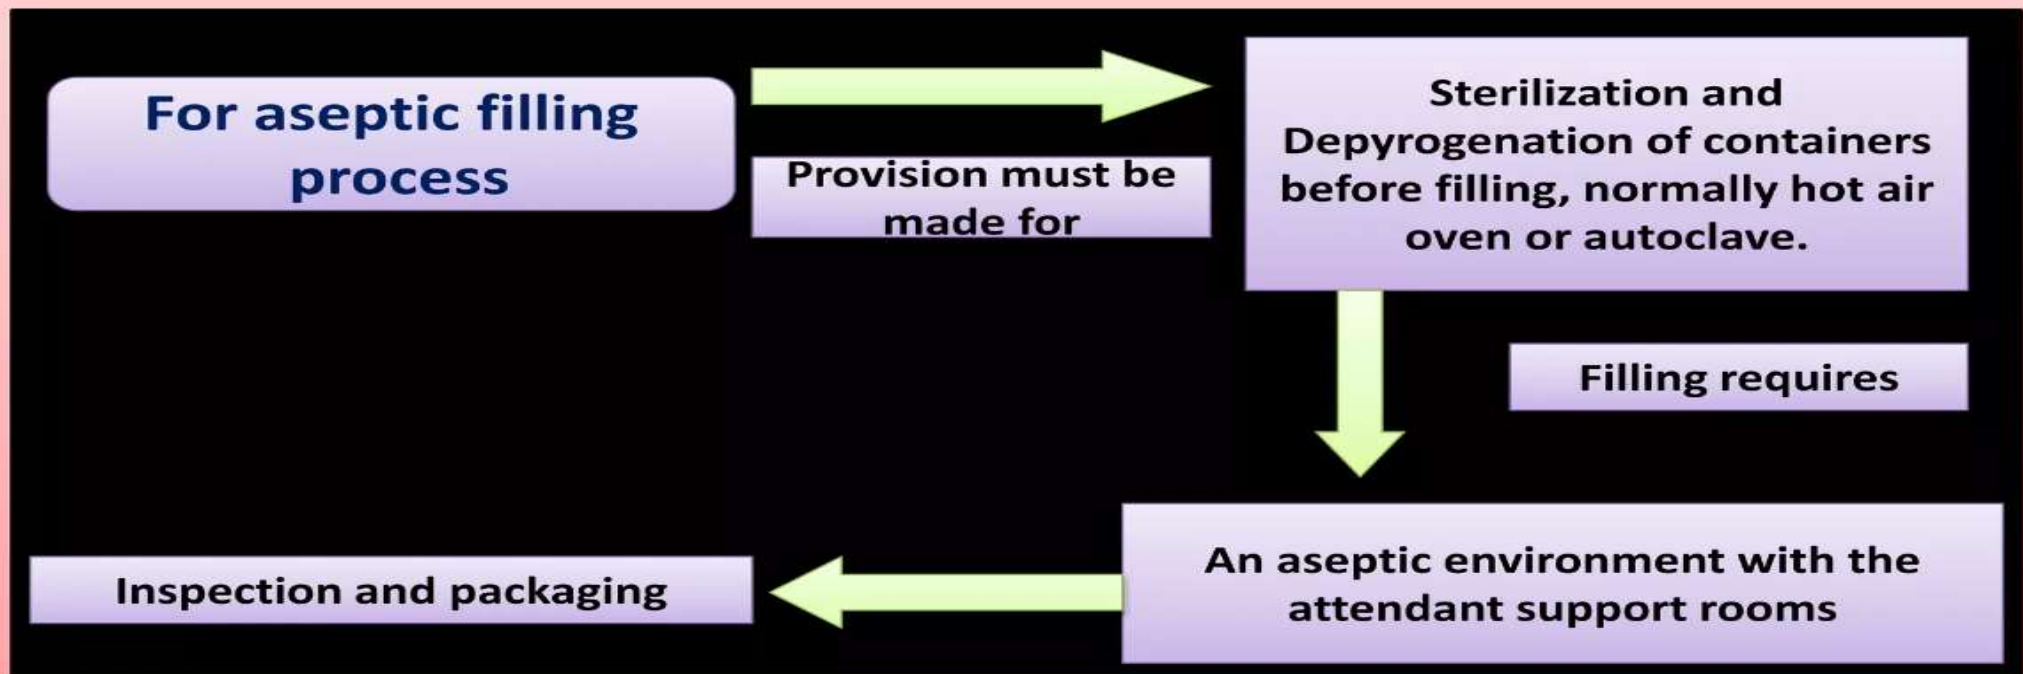 For aseptic filling
process
Provision must be
made for
Sterilization and
Depyrogenation of containers
before filling, normally hot air
oven or autoclave.
Filling requires
An aseptic environment with the
attendant support rooms
Inspection and packaging